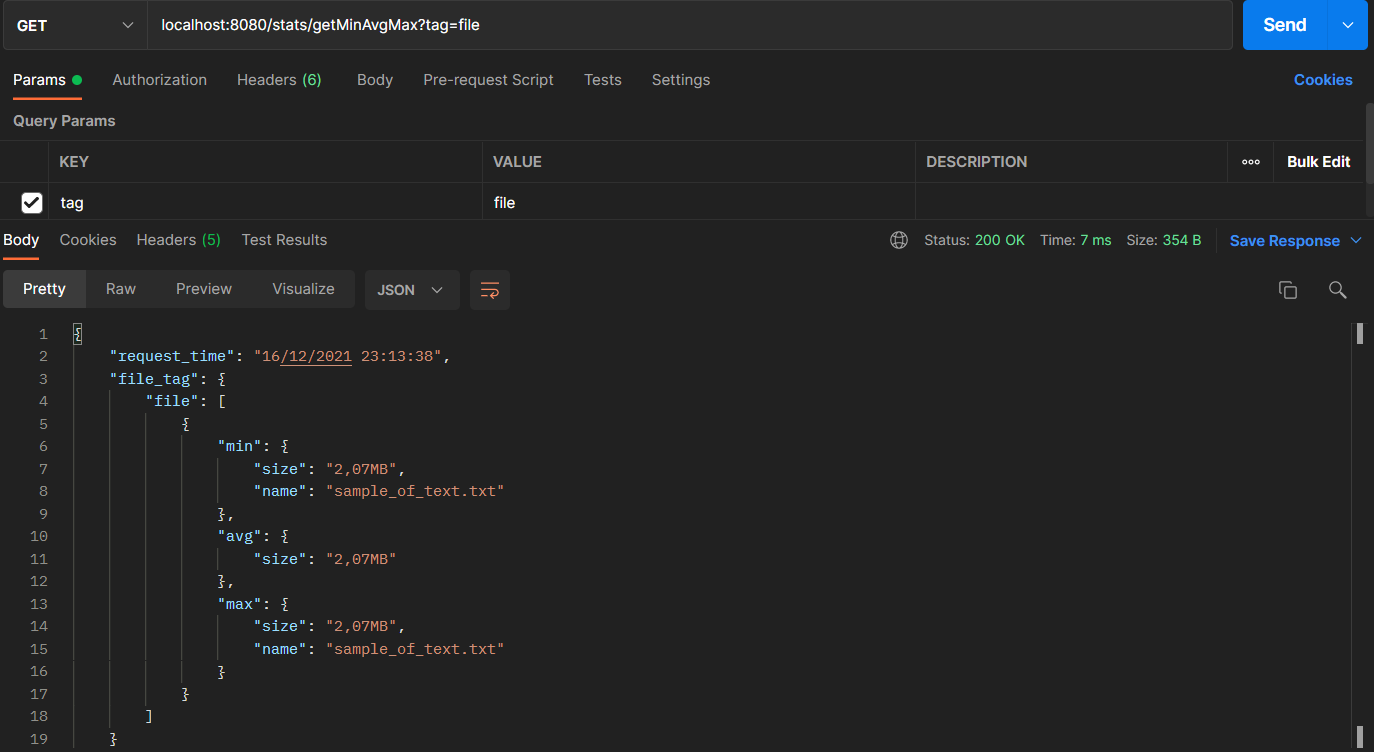 GET localhost:8080/stats/getMinAvgMax?tag=file Send
Params Authorization Headers (6) Body Pre-request Script Tests Settings Cookies
Query Params
KEY VALUE DESCRIPTION ooo Bulk Edit
tag file
Body Cookies Headers (5) Test Results Status: 200 OK Time: 7 ms Size: 354 B Save Response
Pretty Raw Preview Visualize JSON
1 {
2 "request_time": "16/12/2021 23:13:38",
3 "file_tag": {
4 "file": [
5 {
6 "min": {
7 "size": "2,07MB",
8 "name": "sample_of_text.txt"
9 },
10 "avg": {
11 "size": "2,07MB"
12 },
13 "max": {
14 "size": "2,07MB",
15 "name": "sample_of_text.txt"
16 }
17 }
18 ]
19 }